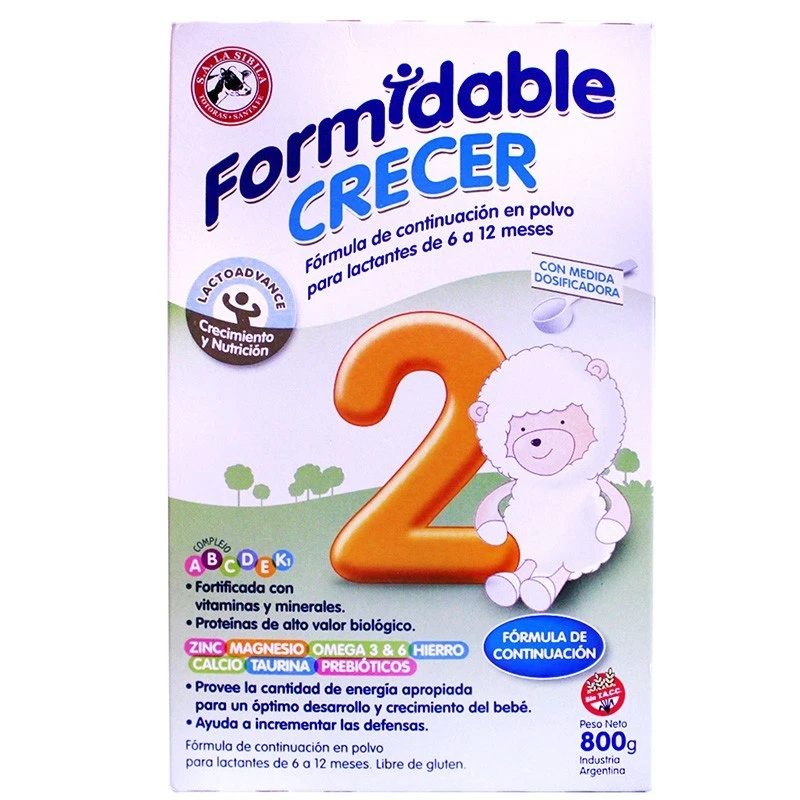 S.A. LA SIBILA
TOTORAS • SANTA FE
Formidable
CRECER
Fórmula de continuación en polvo
para lactantes de 6 a 12 meses
LACTOADVANCE
Crecimiento
y Nutrición
CON MEDIDA
DOSIFICADORA
2
COMPLEJO
A B C D E K1
• Fortificada con
vitaminas y minerales.
• Proteínas de alto valor biológico.
ZINC MAGNESIO OMEGA 3 & 6 HIERRO
CALCIO TAURINA PREBIÓTICOS
• Provee la cantidad de energía apropiada
para un óptimo desarrollo y crecimiento del bebé.
• Ayuda a incrementar las defensas.
Fórmula de continuación en polvo
para lactantes de 6 a 12 meses. Libre de gluten.
FÓRMULA DE
CONTINUACIÓN
Sin T.A.C.C.
Peso Neto
800g
Industria
Argentina